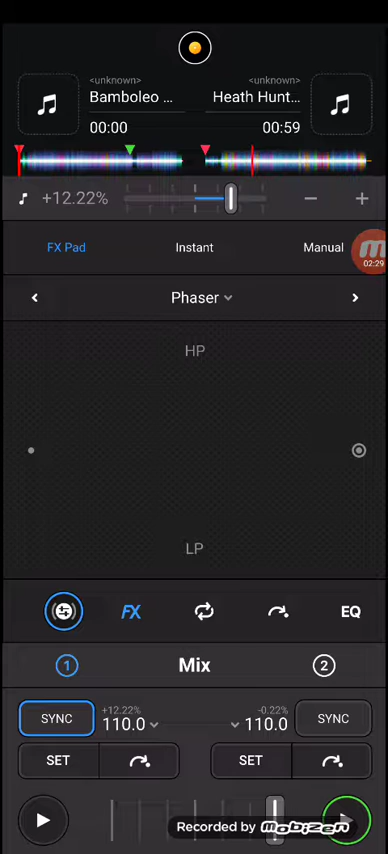 <unknown>
Bamboleo ...
00:00
<unknown>
Heath Hunt...
00:59
+12.22%
FX Pad
Instant
Manual
02:29
Phaser
HP
LP
FX
EQ
1
Mix
2
SYNC
+12.22%
110.0
-0.22%
110.0
SYNC
SET
SET
Recorded by mobizen